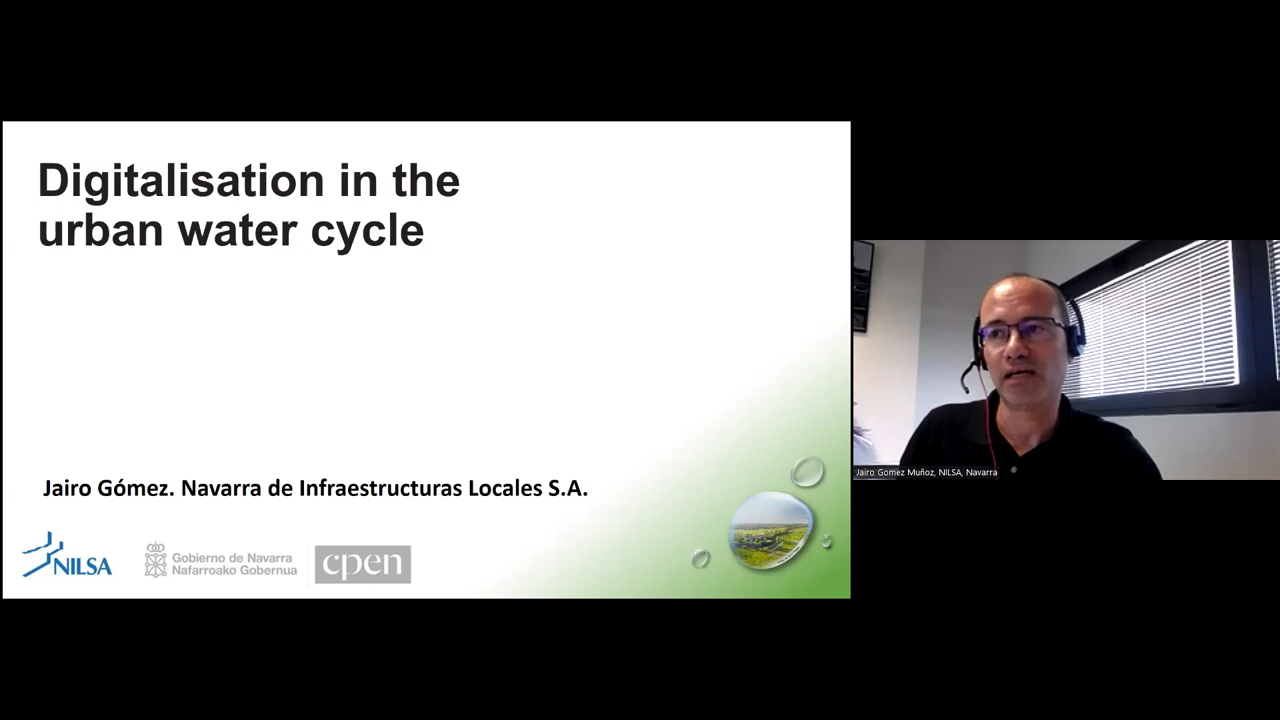 Digitalisation in the
urban water cycle
Jairo Gómez. Navarra de Infraestructuras Locales S.A.
NILSA
Gobierno de Navarra
Nafarroako Gobernua
cpen
Jairo Gomez Muñoz, NILSA, Navarra